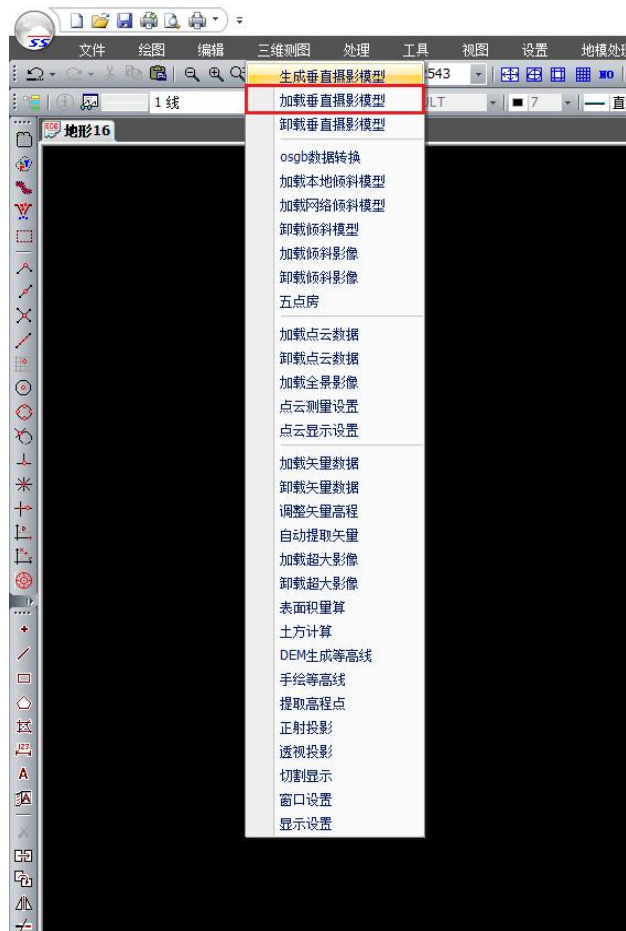 SS
文件 绘图 编辑 三维测图 处理 工具 视图 设置 地模处理
543
NO
1 线
7
地形16
生成垂直摄影模型
加载垂直摄影模型
卸载垂直摄影模型
osgb数据转换
加载本地倾斜模型
加载网络倾斜模型
卸载倾斜模型
加载倾斜影像
卸载倾斜影像
五点房
加载点云数据
卸载点云数据
加载全景影像
点云测量设置
点云显示设置
加载矢量数据
卸载矢量数据
调整矢量高程
自动提取矢量
加载超大影像
卸载超大影像
表面积量算
土方计算
DEM生成等高线
手绘等高线
提取高程点
正射投影
透视投影
切割显示
窗口设置
显示设置